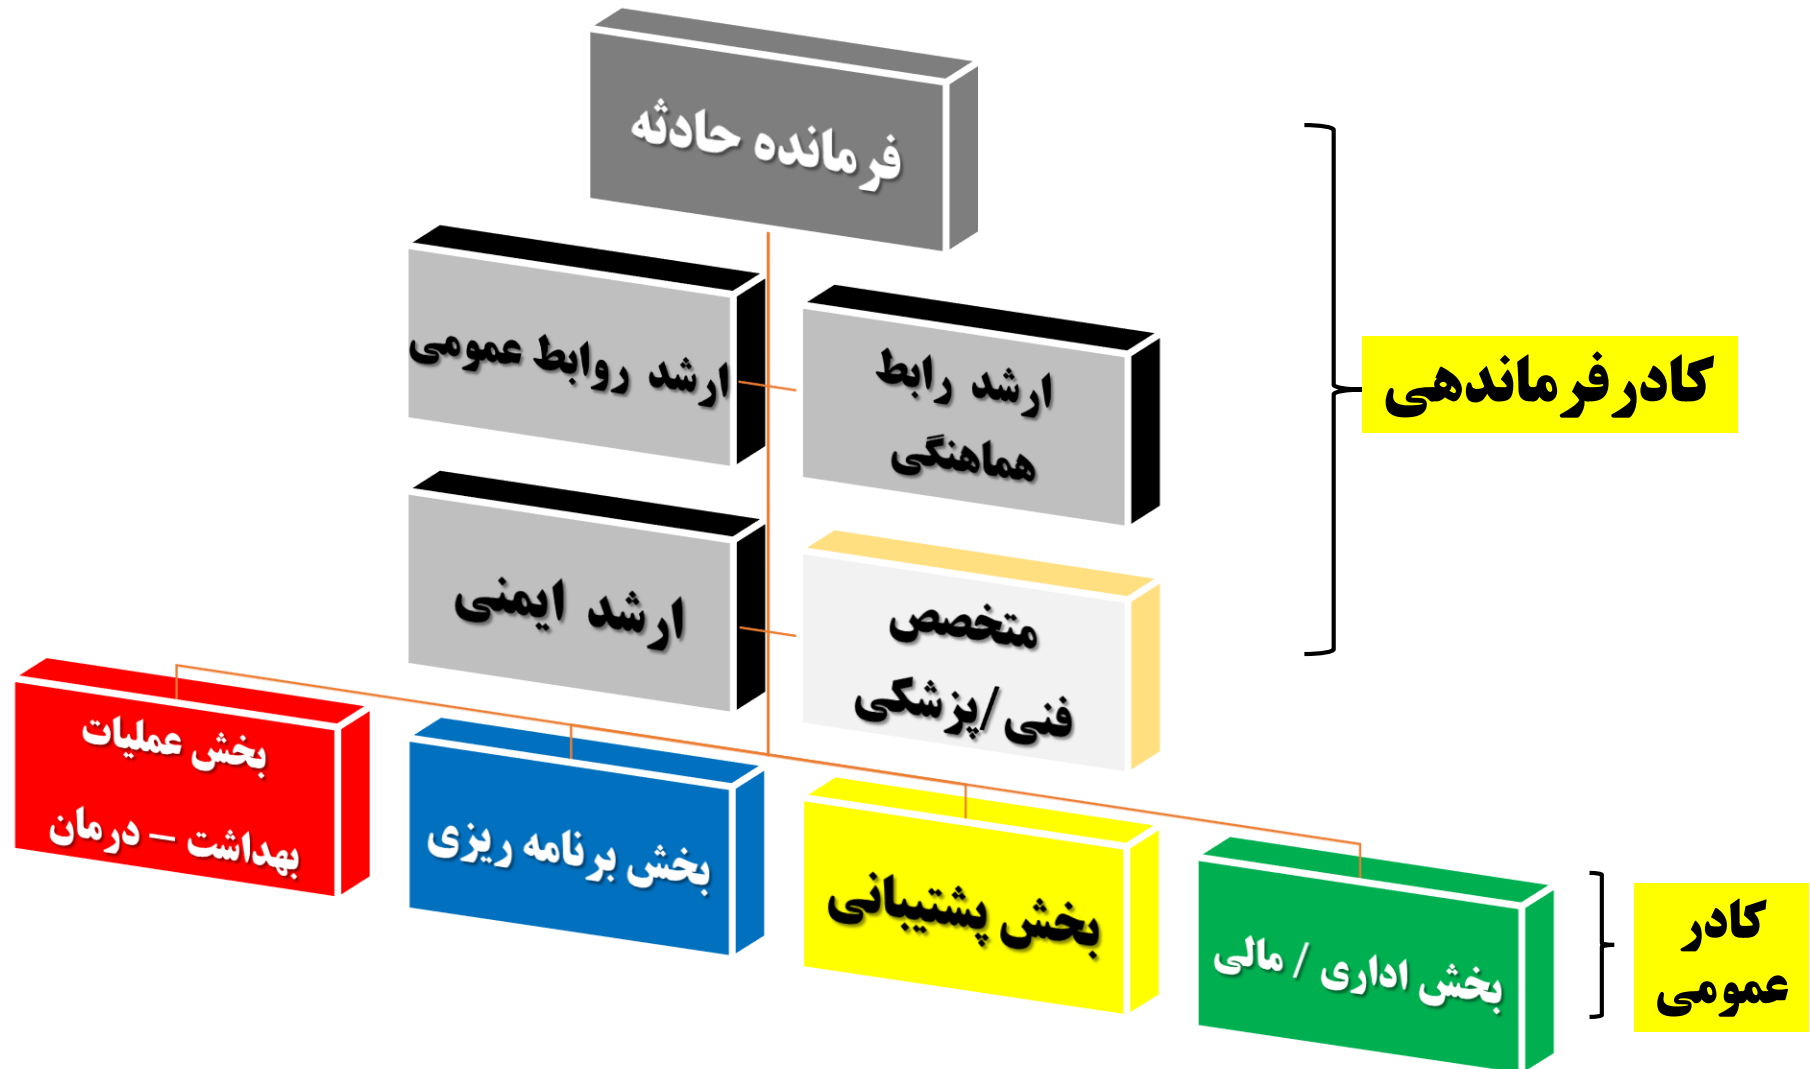 فرمانده حادثه
ارشد رابط
هماهنگی
ارشد روابط عمومی
کادرفرماندهی
متخصص
فنی /پزشکی
ارشد ایمنی
بخش عملیات
بهداشت – درمان
بخش برنامه ریزی
بخش پشتیبانی
بخش اداری / مالی
کادر
عمومی